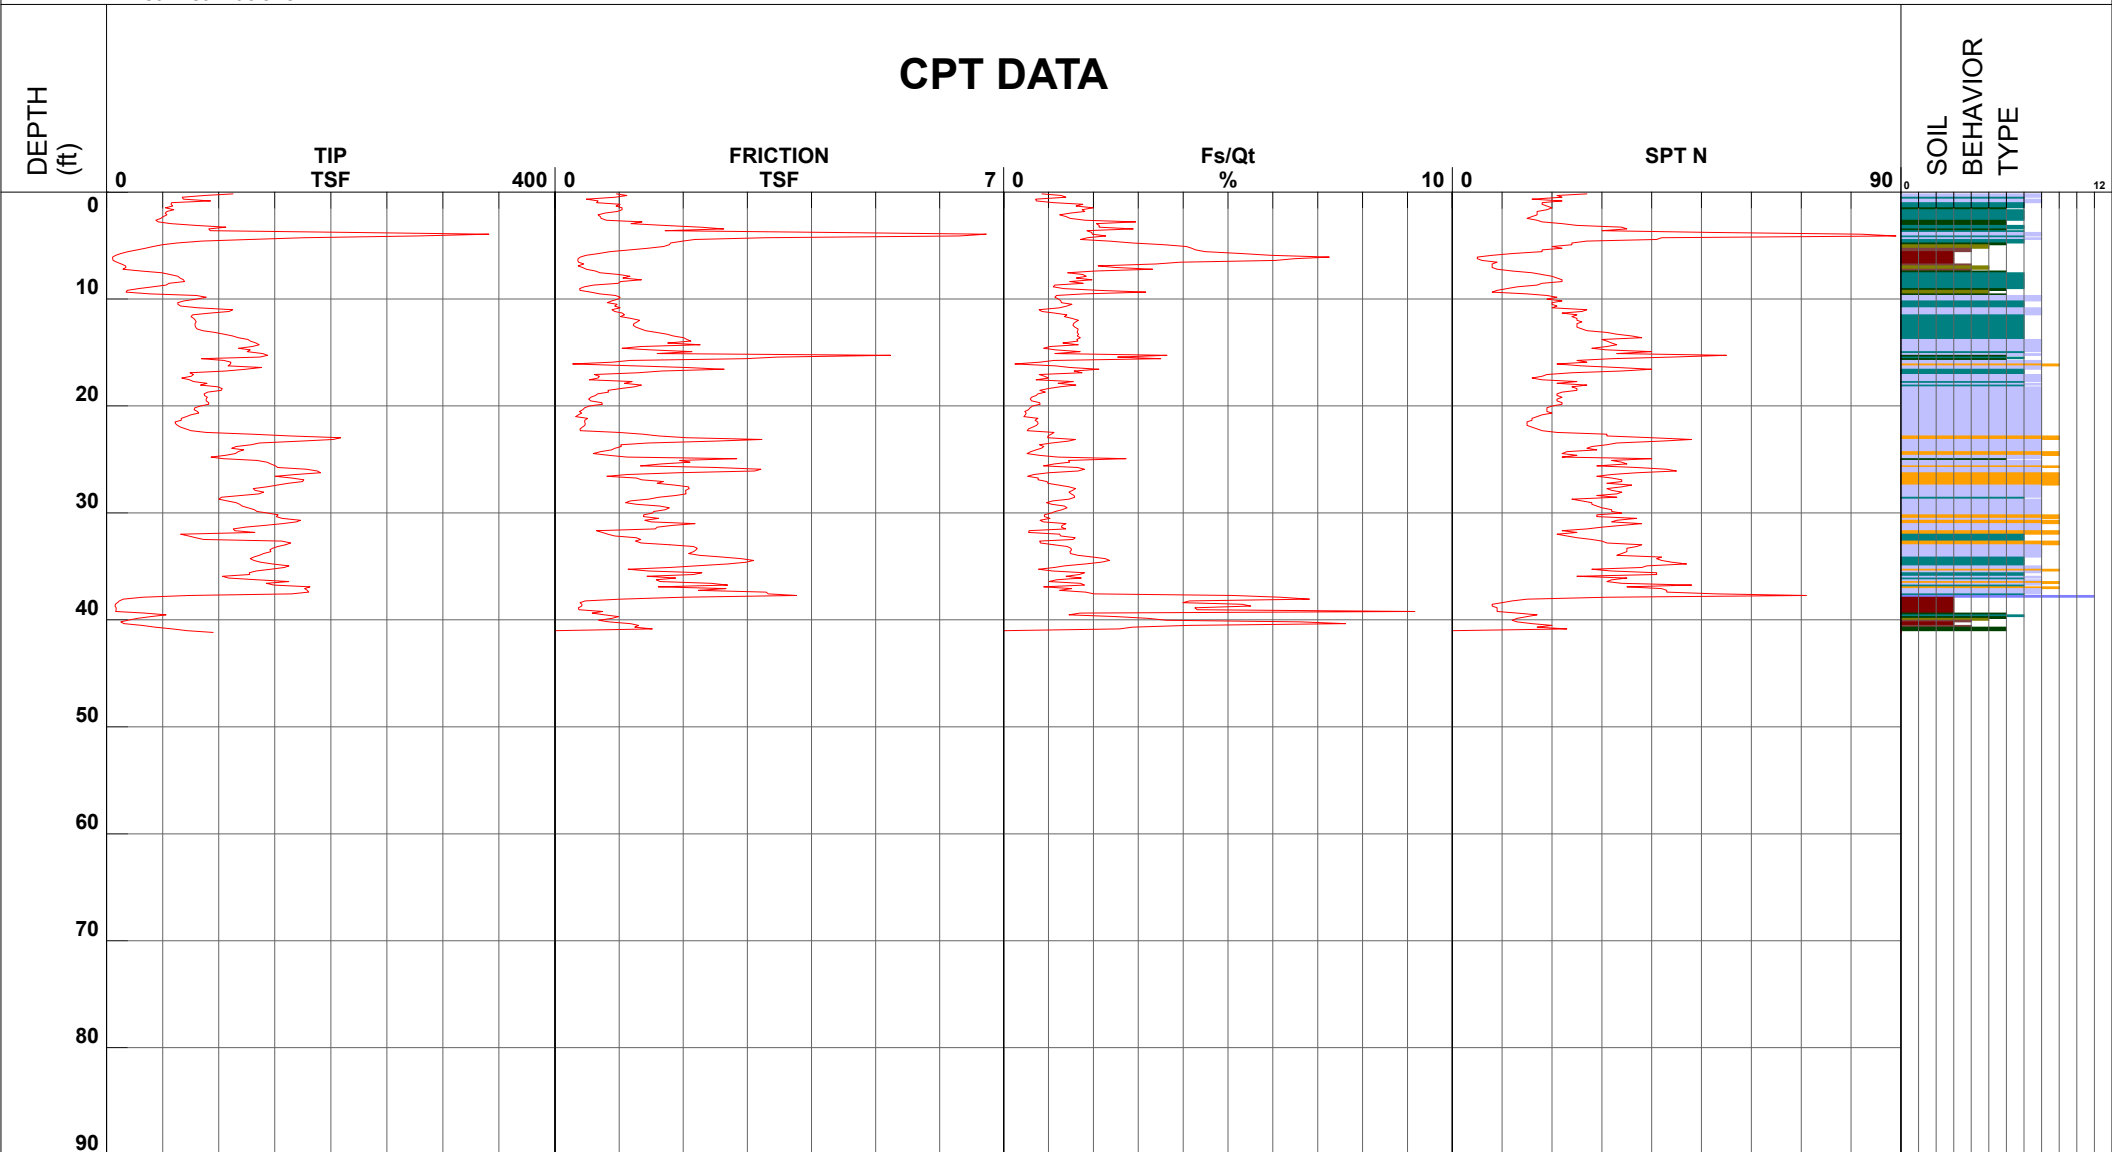 CPT DATA
DEPTH
(ft)
TIP
TSF
0 400
FRICTION
TSF
0 7
Fs/Qt
%
0 10
SPT N
0 90
SOIL
BEHAVIOR
TYPE
0 12
0
10
20
30
40
50
60
70
80
90